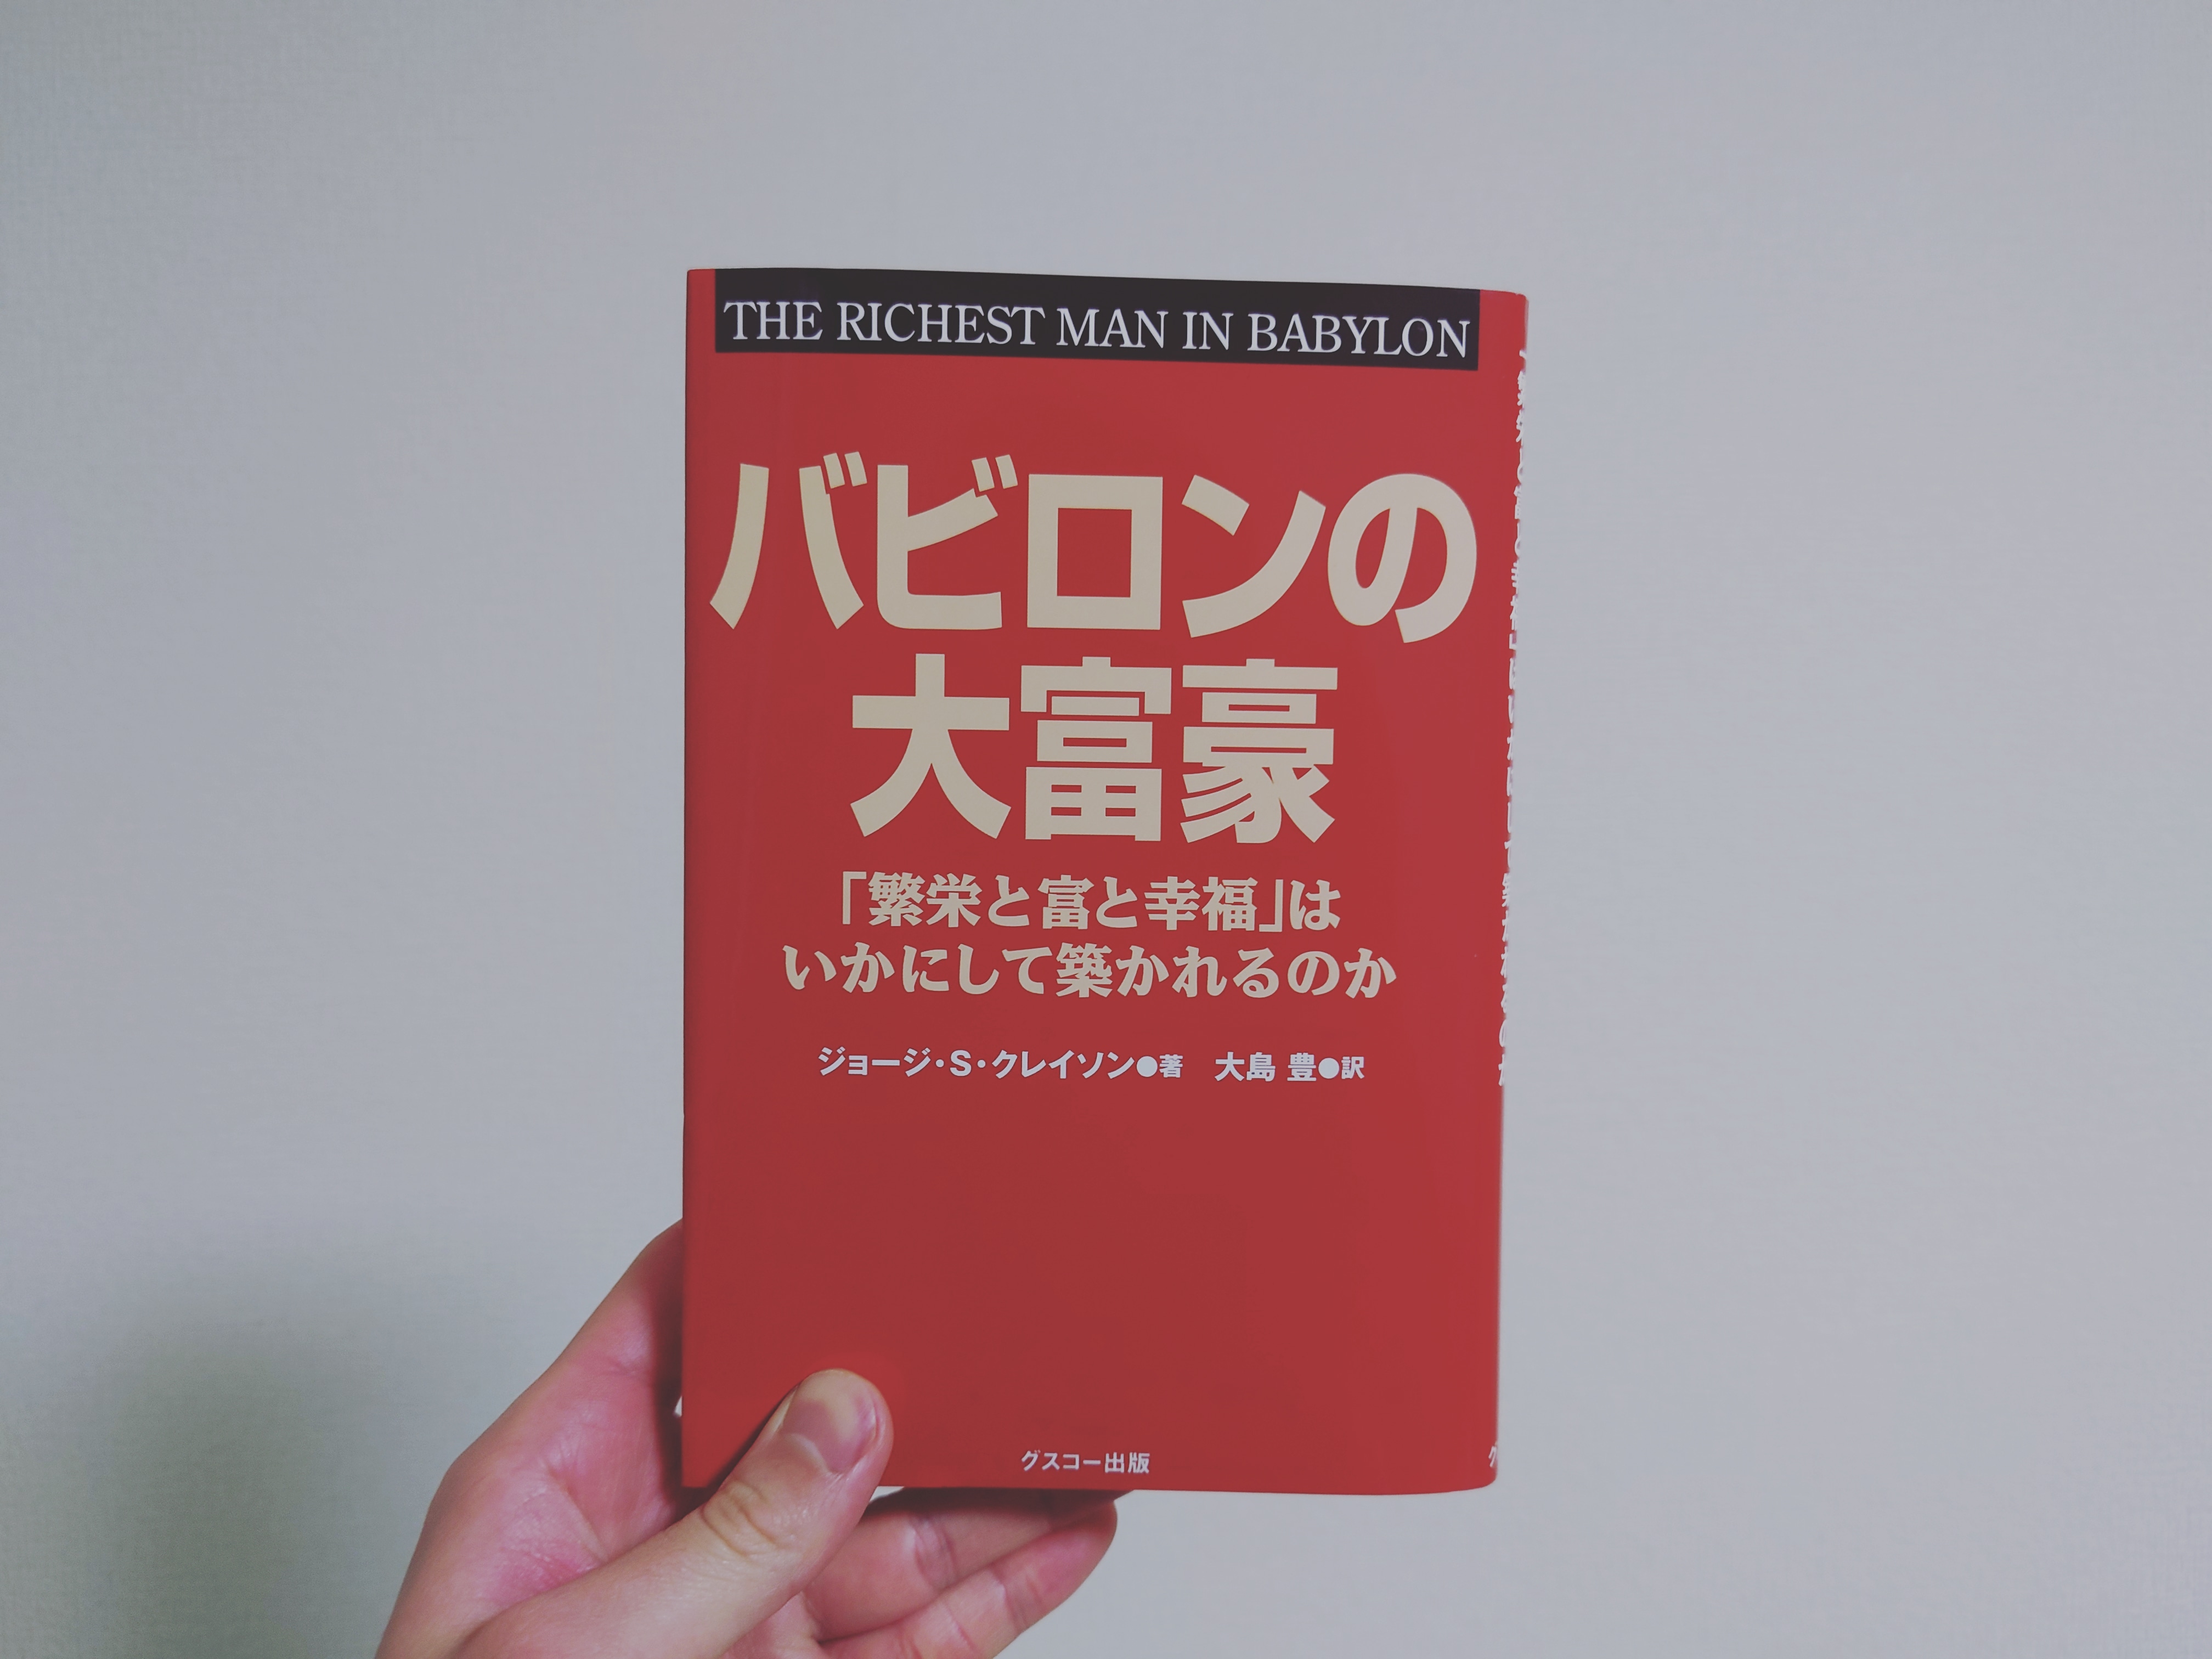 THE RICHEST MAN IN BABYLON
バビロンの
大富豪
「繁栄と富と幸福」は
いかにして築かれるのか
ジョージ・S・クレイソン●著　大島 豊●訳
グスコー出版